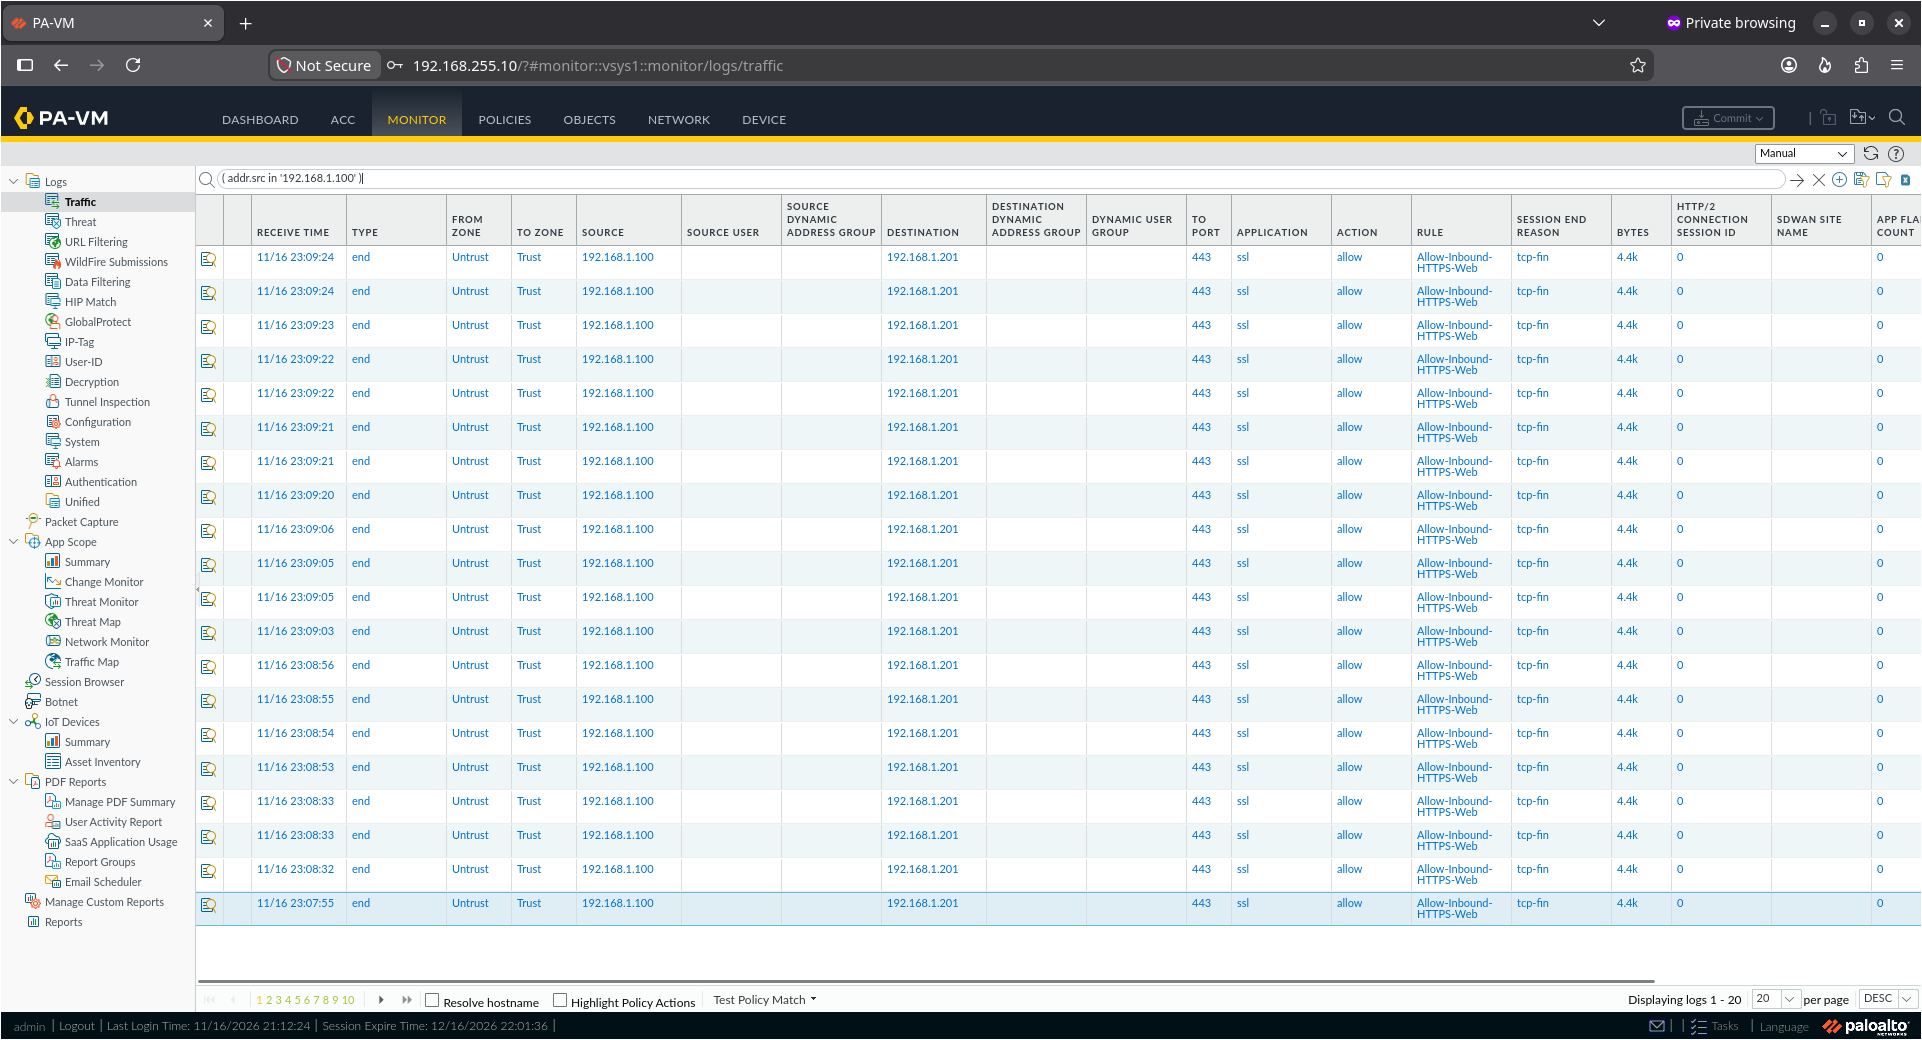 PA-VM
Private browsing
Not Secure
192.168.255.10/?#monitor::vsys1::monitor/logs/traffic
PA-VM
DASHBOARD ACC MONITOR POLICIES OBJECTS NETWORK DEVICE
Commit
Manual
Logs
Traffic
Threat
URL Filtering
WildFire Submissions
Data Filtering
HIP Match
GlobalProtect
IP-Tag
User-ID
Decryption
Tunnel Inspection
Configuration
System
Alarms
Authentication
Unified
Packet Capture
App Scope
Summary
Change Monitor
Threat Monitor
Threat Map
Network Monitor
Traffic Map
Session Browser
Botnet
IoT Devices
Summary
Asset Inventory
PDF Reports
Manage PDF Summary
User Activity Report
SaaS Application Usage
Report Groups
Email Scheduler
Manage Custom Reports
Reports
( addr.src in '192.168.1.100' )
RECEIVE TIME TYPE FROM ZONE TO ZONE SOURCE SOURCE USER SOURCE DYNAMIC ADDRESS GROUP DESTINATION DESTINATION DYNAMIC ADDRESS GROUP DYNAMIC USER GROUP TO PORT APPLICATION ACTION RULE SESSION END REASON BYTES HTTP/2 CONNECTION SESSION ID SDWAN SITE NAME APP FLA COUNT
11/16 23:09:24 end Untrust Trust 192.168.1.100 192.168.1.201 443 ssl allow Allow-Inbound-HTTPS-Web tcp-fin 4.4k 0 0
11/16 23:09:24 end Untrust Trust 192.168.1.100 192.168.1.201 443 ssl allow Allow-Inbound-HTTPS-Web tcp-fin 4.4k 0 0
11/16 23:09:23 end Untrust Trust 192.168.1.100 192.168.1.201 443 ssl allow Allow-Inbound-HTTPS-Web tcp-fin 4.4k 0 0
11/16 23:09:22 end Untrust Trust 192.168.1.100 192.168.1.201 443 ssl allow Allow-Inbound-HTTPS-Web tcp-fin 4.4k 0 0
11/16 23:09:22 end Untrust Trust 192.168.1.100 192.168.1.201 443 ssl allow Allow-Inbound-HTTPS-Web tcp-fin 4.4k 0 0
11/16 23:09:21 end Untrust Trust 192.168.1.100 192.168.1.201 443 ssl allow Allow-Inbound-HTTPS-Web tcp-fin 4.4k 0 0
11/16 23:09:21 end Untrust Trust 192.168.1.100 192.168.1.201 443 ssl allow Allow-Inbound-HTTPS-Web tcp-fin 4.4k 0 0
11/16 23:09:20 end Untrust Trust 192.168.1.100 192.168.1.201 443 ssl allow Allow-Inbound-HTTPS-Web tcp-fin 4.4k 0 0
11/16 23:09:06 end Untrust Trust 192.168.1.100 192.168.1.201 443 ssl allow Allow-Inbound-HTTPS-Web tcp-fin 4.4k 0 0
11/16 23:09:05 end Untrust Trust 192.168.1.100 192.168.1.201 443 ssl allow Allow-Inbound-HTTPS-Web tcp-fin 4.4k 0 0
11/16 23:09:05 end Untrust Trust 192.168.1.100 192.168.1.201 443 ssl allow Allow-Inbound-HTTPS-Web tcp-fin 4.4k 0 0
11/16 23:09:03 end Untrust Trust 192.168.1.100 192.168.1.201 443 ssl allow Allow-Inbound-HTTPS-Web tcp-fin 4.4k 0 0
11/16 23:08:56 end Untrust Trust 192.168.1.100 192.168.1.201 443 ssl allow Allow-Inbound-HTTPS-Web tcp-fin 4.4k 0 0
11/16 23:08:55 end Untrust Trust 192.168.1.100 192.168.1.201 443 ssl allow Allow-Inbound-HTTPS-Web tcp-fin 4.4k 0 0
11/16 23:08:54 end Untrust Trust 192.168.1.100 192.168.1.201 443 ssl allow Allow-Inbound-HTTPS-Web tcp-fin 4.4k 0 0
11/16 23:08:53 end Untrust Trust 192.168.1.100 192.168.1.201 443 ssl allow Allow-Inbound-HTTPS-Web tcp-fin 4.4k 0 0
11/16 23:08:33 end Untrust Trust 192.168.1.100 192.168.1.201 443 ssl allow Allow-Inbound-HTTPS-Web tcp-fin 4.4k 0 0
11/16 23:08:33 end Untrust Trust 192.168.1.100 192.168.1.201 443 ssl allow Allow-Inbound-HTTPS-Web tcp-fin 4.4k 0 0
11/16 23:08:32 end Untrust Trust 192.168.1.100 192.168.1.201 443 ssl allow Allow-Inbound-HTTPS-Web tcp-fin 4.4k 0 0
11/16 23:07:55 end Untrust Trust 192.168.1.100 192.168.1.201 443 ssl allow Allow-Inbound-HTTPS-Web tcp-fin 4.4k 0 0
1 2 3 4 5 6 7 8 9 10 Resolve hostname Highlight Policy Actions Test Policy Match Displaying logs 1 - 20 20 per page DESC
admin | Logout | Last Login Time: 11/16/2026 21:12:24 | Session Expire Time: 12/16/2026 22:01:36 | Tasks | Language paloalto NETWORKS